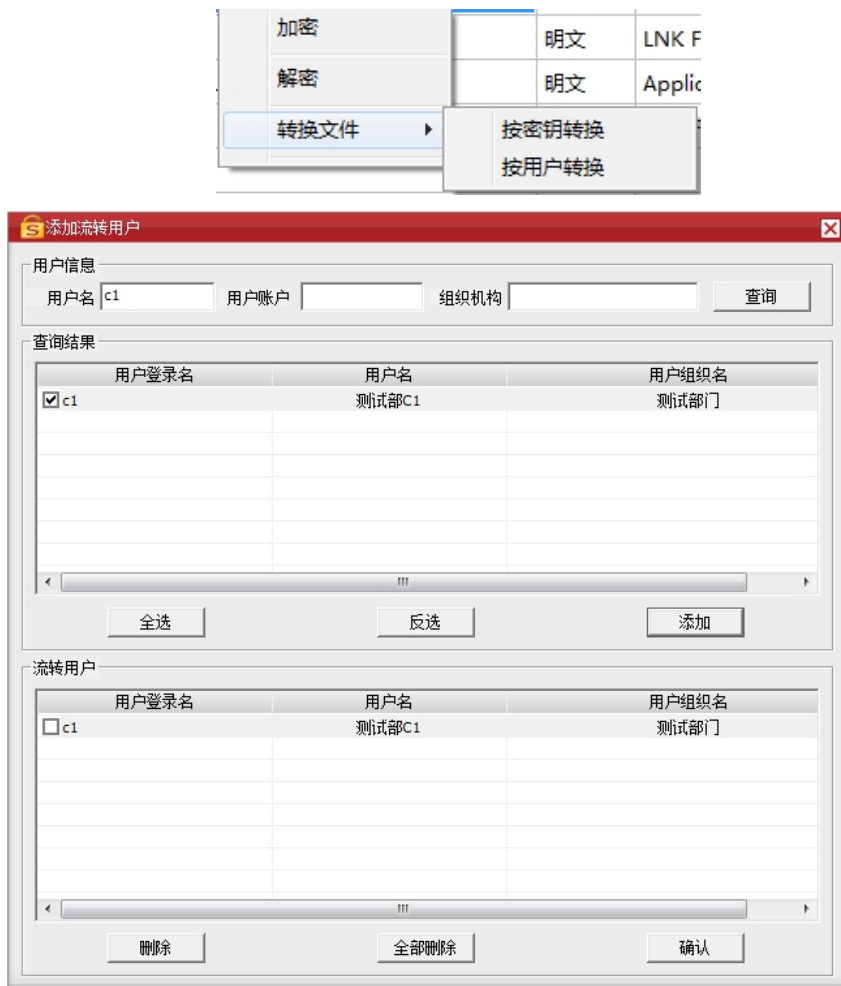 加密
明文 LNK F
解密
明文 Applic
转换文件
按密钥转换
按用户转换
添加流转用户
用户信息
用户名 c1 用户账户 组织机构 查询
查询结果
用户登录名 用户名 用户组织名
c1 测试部C1 测试部门
全选 反选 添加
流转用户
用户登录名 用户名 用户组织名
c1 测试部C1 测试部门
删除 全部删除 确认